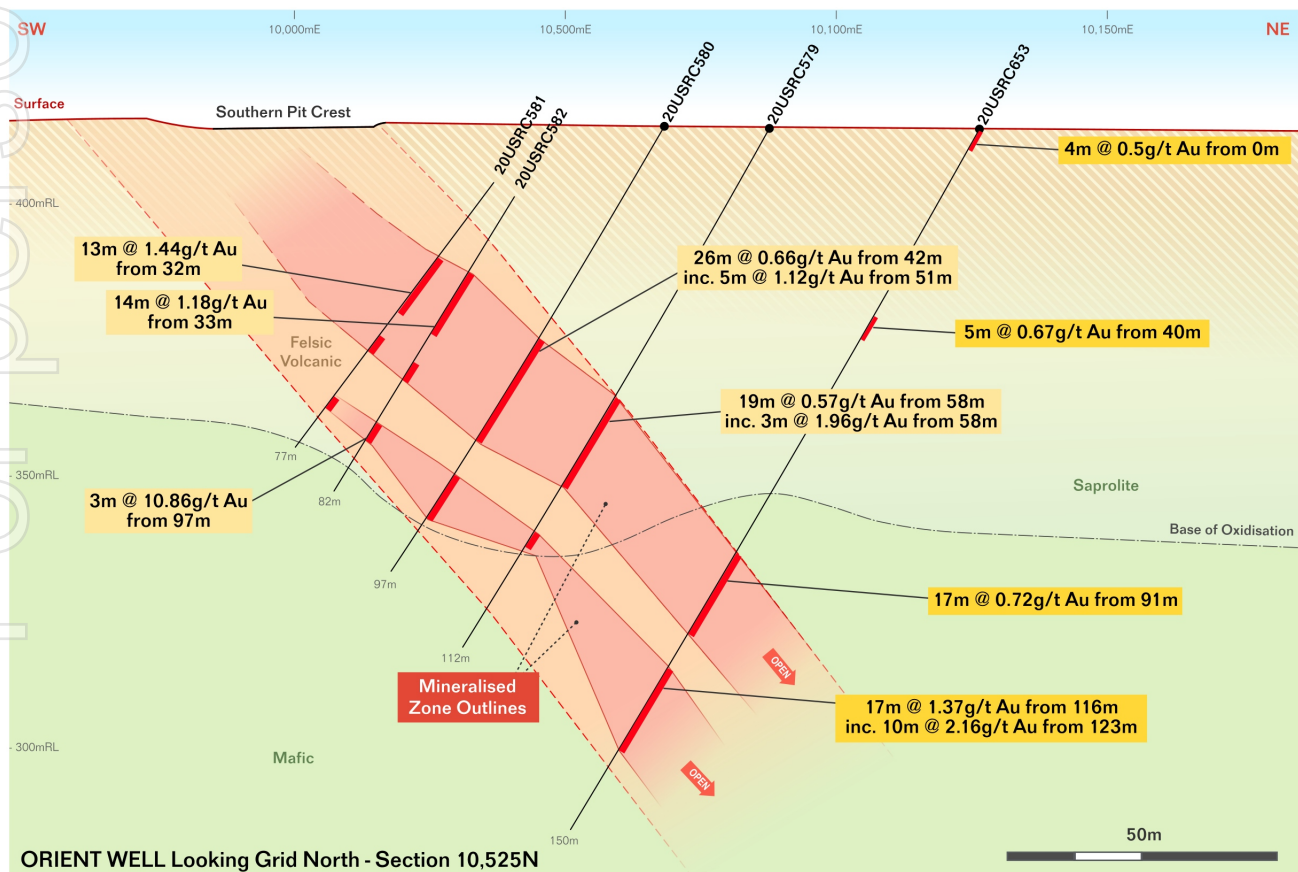 SW
10,000mE
10,500mE
10,100mE
10,150mE
NE
20USRC581
20USRC582
20USRC580
20USRC579
20USRC653
Surface
Southern Pit Crest
4m @ 0.5g/t Au from 0m
400mRL
13m @ 1.44g/t Au
from 32m
26m @ 0.66g/t Au from 42m
inc. 5m @ 1.12g/t Au from 51m
14m @ 1.18g/t Au
from 33m
5m @ 0.67g/t Au from 40m
Felsic
Volcanic
19m @ 0.57g/t Au from 58m
inc. 3m @ 1.96g/t Au from 58m
77m
350mRL
Saprolite
82m
3m @ 10.86g/t Au
from 97m
Base of Oxidisation
97m
17m @ 0.72g/t Au from 91m
112m
OPEN
Mineralised
Zone Outlines
17m @ 1.37g/t Au from 116m
inc. 10m @ 2.16g/t Au from 123m
300mRL
Mafic
OPEN
150m
50m
ORIENT WELL Looking Grid North - Section 10,525N